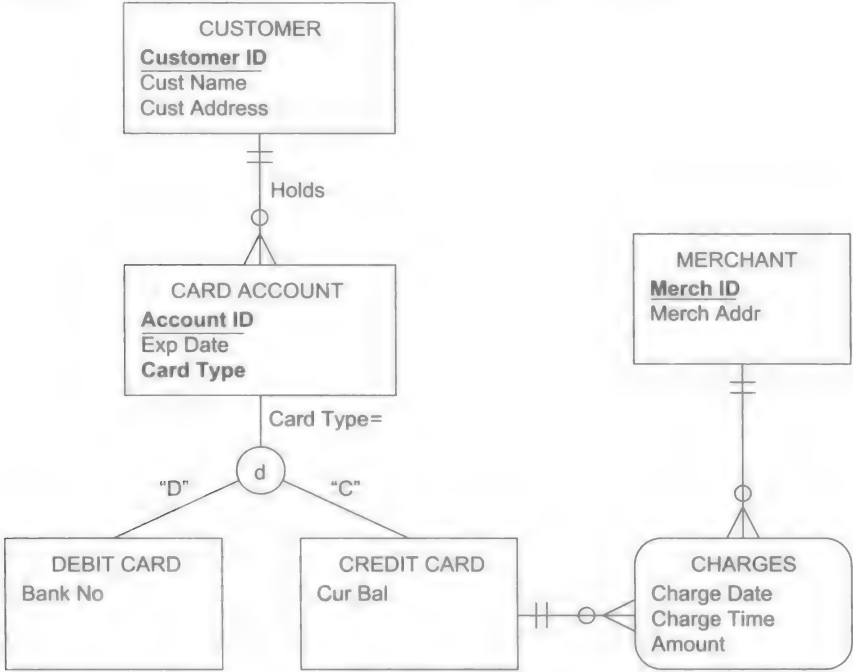 CUSTOMER
Customer ID
Cust Name
Cust Address
Holds
CARD ACCOUNT
Account ID
Exp Date
Card Type
Card Type=
d
“D”
“C”
DEBIT CARD
Bank No
CREDIT CARD
Cur Bal
MERCHANT
Merch ID
Merch Addr
CHARGES
Charge Date
Charge Time
Amount